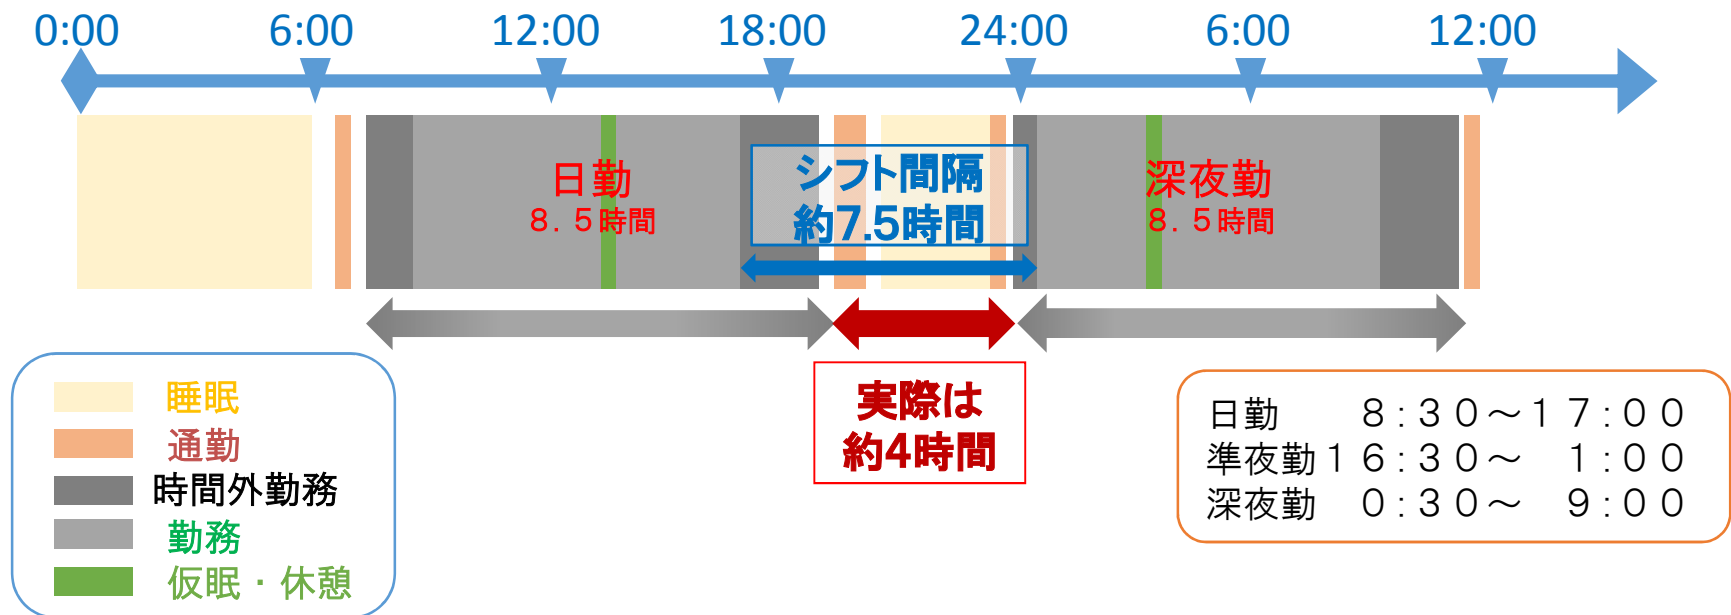 0:00 6:00 12:00 18:00 24:00 6:00 12:00
日勤
8.5時間
シフト間隔
約7.5時間
深夜勤
8.5時間
実際は
約4時間
睡眠
通勤
時間外勤務
勤務
仮眠・休憩
日勤 8:30～17:00
準夜勤16:30～ 1:00
深夜勤 0:30～ 9:00